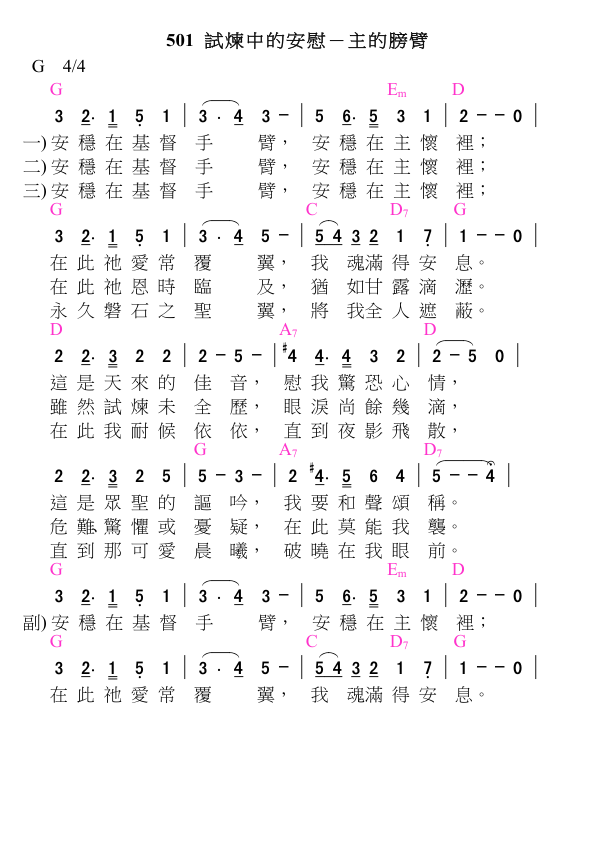 501 試煉中的安慰－主的膀臂
G 4/4
G Em D
3 2. 1 5 1 | 3 . 4 3 – | 5 6. 5 3 1 | 2 – – 0 |
一) 安 穩 在 基 督 手 臂， 安 穩 在 主 懷 裡；
二) 安 穩 在 基 督 手 臂， 安 穩 在 主 懷 裡；
三) 安 穩 在 基 督 手 臂， 安 穩 在 主 懷 裡；
G C D7 G
3 2. 1 5 1 | 3 . 4 5 – | 5 4 3 2 1 7 | 1 – – 0 |
在 此 祂 愛 常 覆 翼， 我 魂滿 得 安 息。
在 此 祂 恩 時 臨 及， 猶 如甘 露 滴 瀝。
永 久 磐 石 之 聖 翼， 將 我全 人 遮 蔽。
D A7 D
2 2. 3 2 2 | 2 – 5 – | #4 4. 4 3 2 | 2 – 5 0 |
這 是 天 來 的 佳 音， 慰 我 驚 恐 心 情，
雖 然 試 煉 未 全 歷， 眼 淚 尚 餘 幾 滴，
在 此 我 耐 候 依 依， 直 到 夜 影 飛 散，
G A7 D7
2 2. 3 2 5 | 5 – 3 – | 2 #4. 5 6 4 | 5 – – 4 |
這 是 眾 聖 的 謳 吟， 我 要 和 聲 頌 稱。
危 難、驚 懼 或 憂 疑， 在 此 莫 能 我 襲。
直 到 那 可 愛 晨 曦， 破 曉 在 我 眼 前。
G Em D
3 2. 1 5 1 | 3 . 4 3 – | 5 6. 5 3 1 | 2 – – 0 |
副) 安 穩 在 基 督 手 臂， 安 穩 在 主 懷 裡；
G C D7 G
3 2. 1 5 1 | 3 . 4 5 – | 5 4 3 2 1 7 | 1 – – 0 |
在 此 祂 愛 常 覆 翼， 我 魂滿 得 安 息。